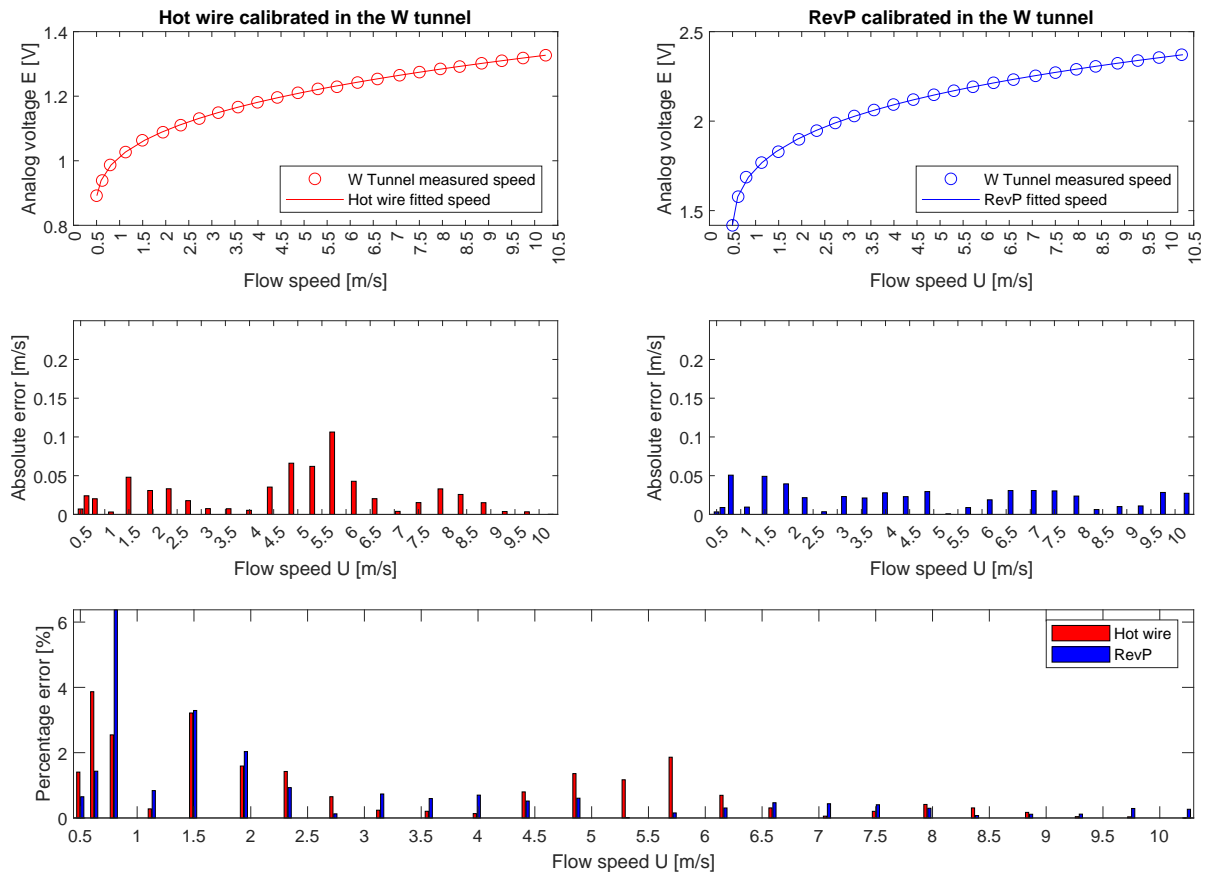 Hot wire calibrated in the W tunnel
Analog voltage E [V]
1.4
1.2
1
0.8
W Tunnel measured speed
Hot wire fitted speed
0 0.5 1 1.5 2 2.5 3 3.5 4 4.5 5 5.5 6 6.5 7 7.5 8 8.5 9 9.5 10 10.5
Flow speed [m/s]
RevP calibrated in the W tunnel
Analog voltage E [V]
2.5
2
1.5
W Tunnel measured speed
RevP fitted speed
0 0.5 1 1.5 2 2.5 3 3.5 4 4.5 5 5.5 6 6.5 7 7.5 8 8.5 9 9.5 10 10.5
Flow speed U [m/s]
Absolute error [m/s]
0.2
0.15
0.1
0.05
0
0.5 1 1.5 2 2.5 3 3.5 4 4.5 5 5.5 6 6.5 7 7.5 8 8.5 9 9.5 10
Flow speed U [m/s]
Absolute error [m/s]
0.2
0.15
0.1
0.05
0
0.5 1 1.5 2 2.5 3 3.5 4 4.5 5 5.5 6 6.5 7 7.5 8 8.5 9 9.5 10
Flow speed U [m/s]
Percentage error [%]
6
4
2
0
Hot wire
RevP
0.5 1 1.5 2 2.5 3 3.5 4 4.5 5 5.5 6 6.5 7 7.5 8 8.5 9 9.5 10
Flow speed U [m/s]